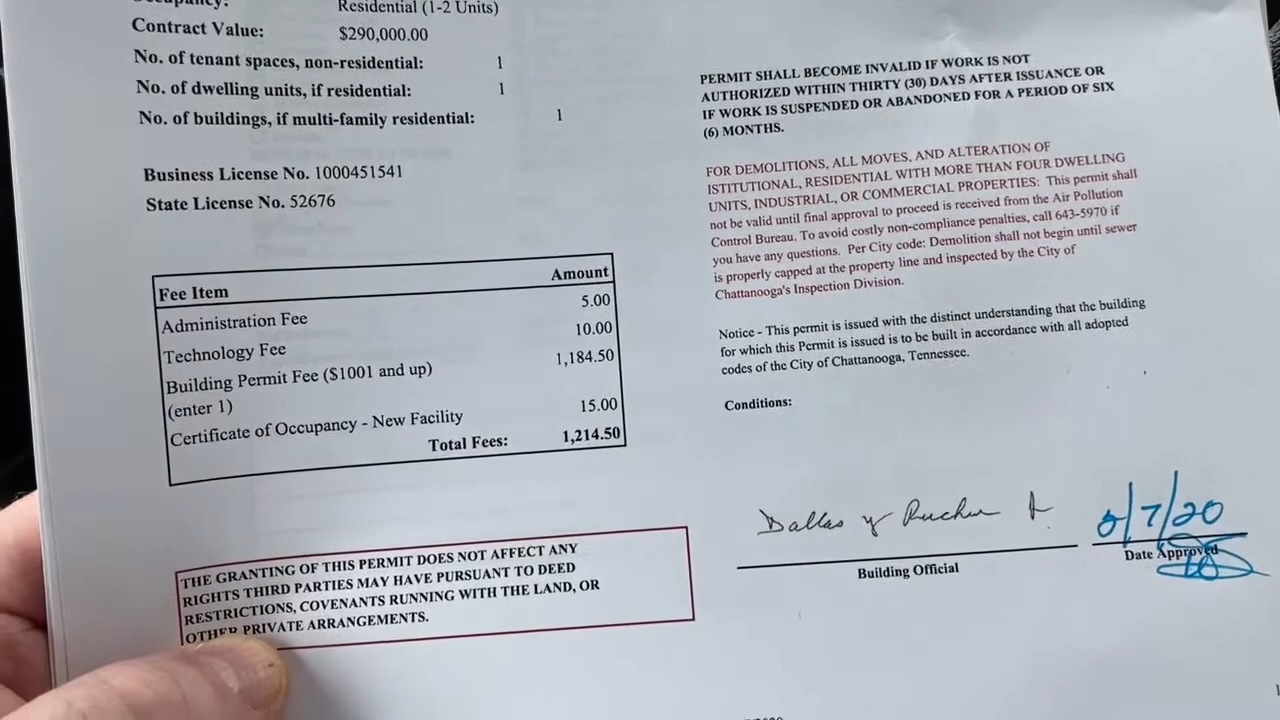 Residential (1-2 Units)
Contract Value: $290,000.00
No. of tenant spaces, non-residential: 1
No. of dwelling units, if residential: 1
No. of buildings, if multi-family residential: 1
Business License No. 1000451541
State License No. 52676
Fee Item Amount
Administration Fee 5.00
Technology Fee 10.00
Building Permit Fee ($1001 and up) 1,184.50
(enter 1)
Certificate of Occupancy - New Facility 15.00
Total Fees: 1,214.50
THE GRANTING OF THIS PERMIT DOES NOT AFFECT ANY
RIGHTS THIRD PARTIES MAY HAVE PURSUANT TO DEED
RESTRICTIONS, COVENANTS RUNNING WITH THE LAND, OR
OTHER PRIVATE ARRANGEMENTS.
PERMIT SHALL BECOME INVALID IF WORK IS NOT
AUTHORIZED WITHIN THIRTY (30) DAYS AFTER ISSUANCE OR
IF WORK IS SUSPENDED OR ABANDONED FOR A PERIOD OF SIX
(6) MONTHS.
FOR DEMOLITIONS, ALL MOVES, AND ALTERATION OF
ISTITUTIONAL, RESIDENTIAL WITH MORE THAN FOUR DWELLING
UNITS, INDUSTRIAL, OR COMMERCIAL PROPERTIES: This permit shall
not be valid until final approval to proceed is received from the Air Pollution
Control Bureau. To avoid costly non-compliance penalties, call 643-5970 if
you have any questions. Per City code: Demolition shall not begin until sewer
is properly capped at the property line and inspected by the City of
Chattanooga's Inspection Division.
Notice - This permit is issued with the distinct understanding that the building
for which this Permit is issued is to be built in accordance with all adopted
codes of the City of Chattanooga, Tennessee.
Conditions:
Dallas
/7/20
Building Official
Date Approved